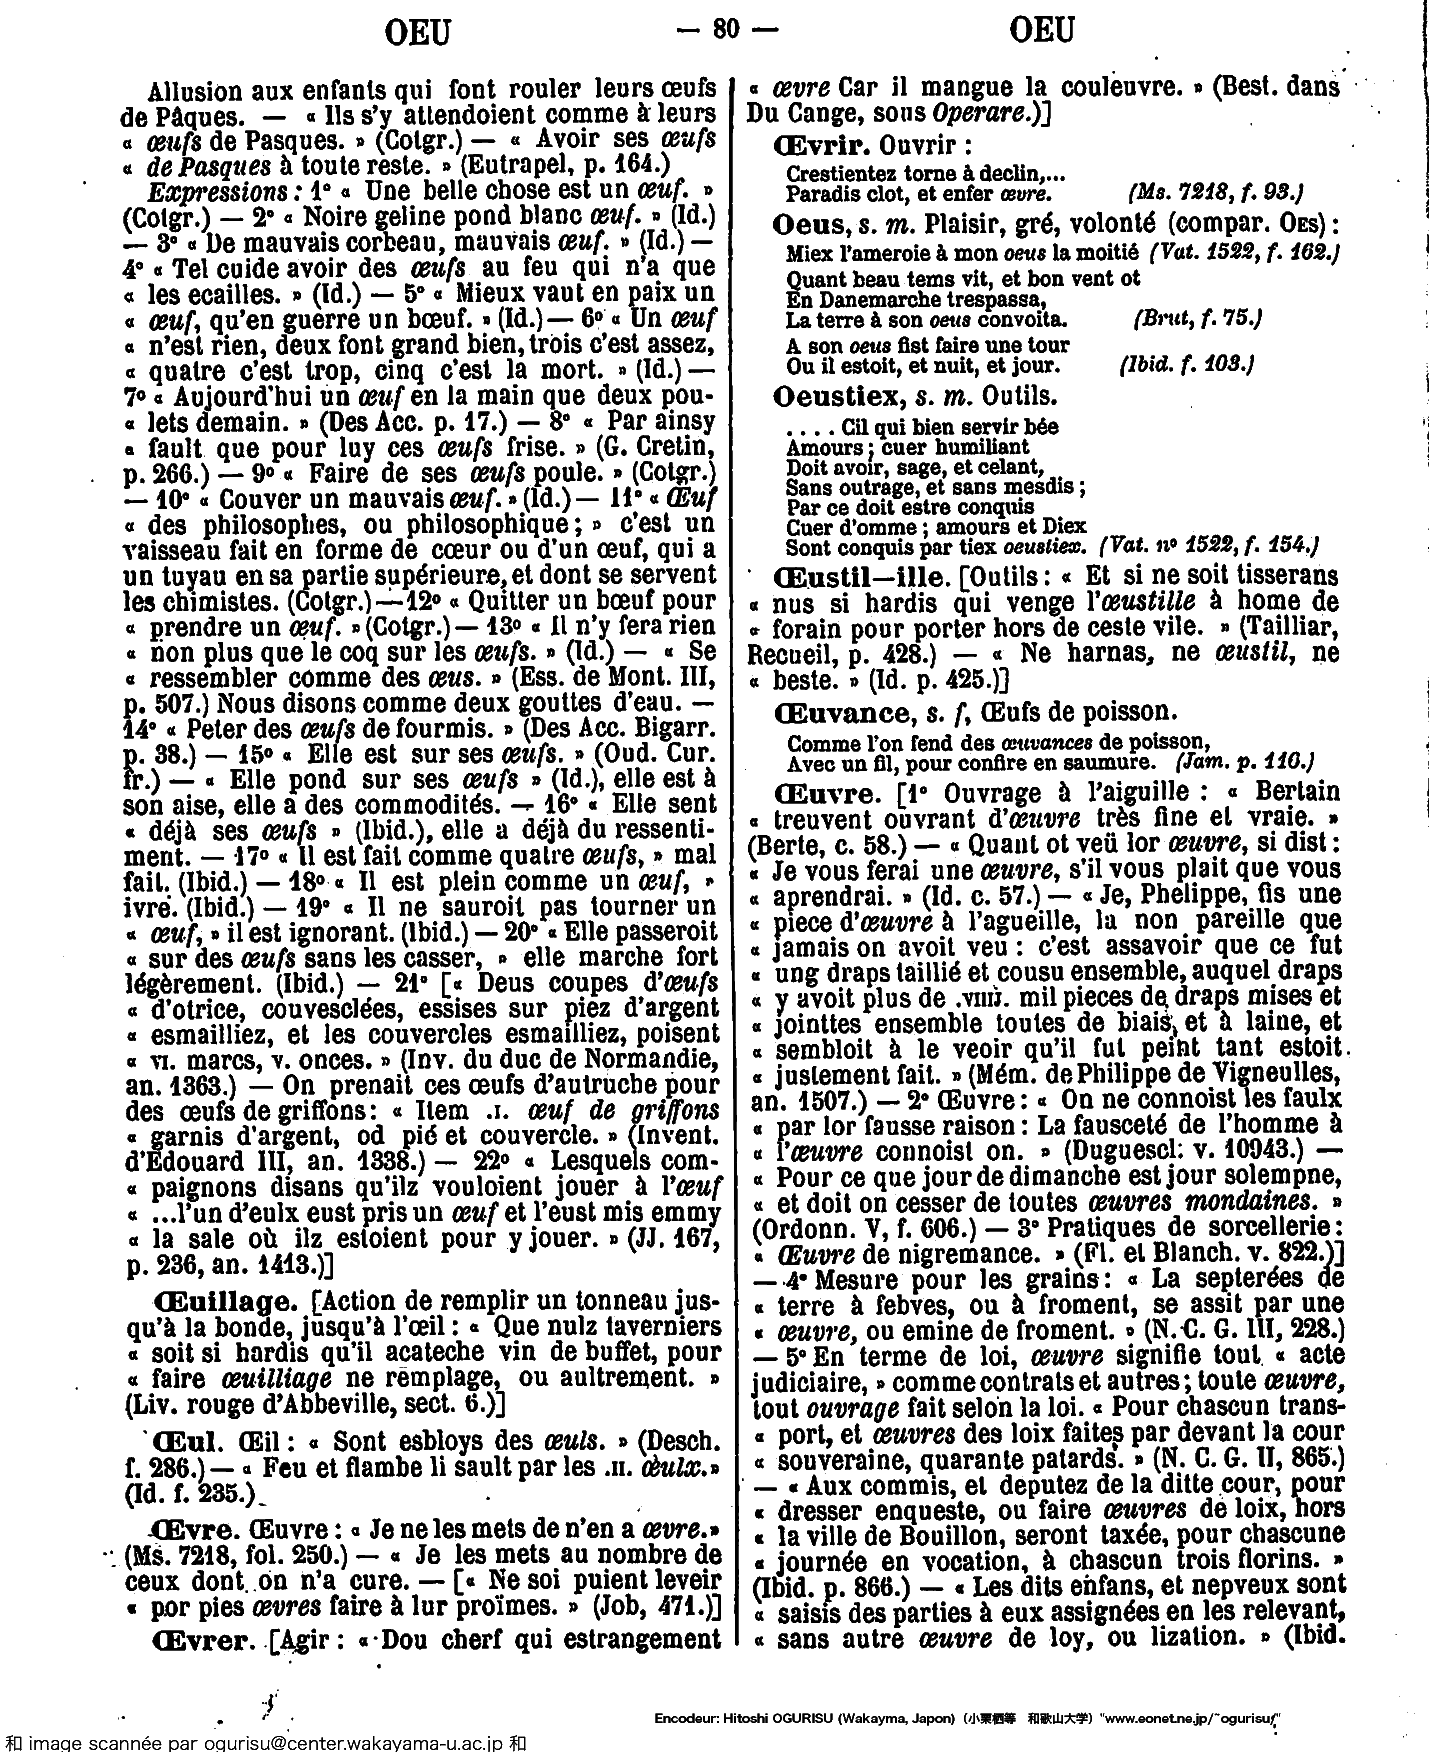 OEU
— 80 —
OEU
Allusion aux enfants qui font rouler leurs œufs
de Pâques. — « Ils s'y attendoient comme à leurs
« œufs de Pasques. » (Cotgr.) — « Avoir ses œufs
« de Pasques à toute reste. » (Eutrapel, p. 164.)
Expressions : 1° « Une belle chose est un œuf. »
(Cotgr.) — 2° « Noire geline pond blanc œuf. » (Id.)
— 3° « De mauvais corbeau, mauvais œuf. » (Id.) —
4° « Tel cuide avoir des œufs au feu qui n'a que
« les ecailles. » (Id.) — 5° « Mieux vaut en paix un
« œuf, qu'en guerre un bœuf. » (Id.) — 6° « Un œuf
« n'est rien, deux font grand bien, trois c'est assez,
« quatre c'est trop, cinq c'est la mort. » (Id.) —
7° « Aujourd'hui un œuf en la main que deux pou-
« lets demain. » (Des Acc. p. 17.) — 8° « Par ainsy
« fault que pour luy ces œufs frise. » (G. Cretin,
p. 266.) — 9° « Faire de ses œufs poule. » (Cotgr.)
— 10° « Couver un mauvais œuf. » (Id.) — 11° « Œuf
« des philosophes, ou philosophique ; » c'est un
vaisseau fait en forme de cœur ou d'un œuf, qui a
un tuyau en sa partie supérieure, et dont se servent
les chimistes. (Cotgr.) — 12° « Quitter un bœuf pour
« prendre un œuf. » (Cotgr.) — 13° « Il n'y fera rien
« non plus que le coq sur les œufs. » (Id.) — « Se
« ressembler comme des œus. » (Ess. de Mont. III,
p. 507.) Nous disons comme deux gouttes d'eau. —
14° « Peter des œufs de fourmis. » (Des Acc. Bigarr.
p. 38.) — 15° « Elle est sur ses œufs. » (Oud. Cur.
fr.) — « Elle pond sur ses œufs » (Id.), elle est à
son aise, elle a des commodités. — 16° « Elle sent
« déjà ses œufs » (Ibid.), elle a déjà du ressenti-
ment. — 17° « Il est fait comme quatre œufs, » mal
fait. (Ibid.) — 18° « Il est plein comme un œuf, »
ivre. (Ibid.) — 19° « Il ne sauroit pas tourner un
« œuf, » il est ignorant. (Ibid.) — 20° « Elle passeroit
« sur des œufs sans les casser, » elle marche fort
légèrement. (Ibid.) — 21° [« Deus coupes d'œufs
« d'otrice, couvesclées, essises sur piez d'argent
« esmailliez, et les couvercles esmailliez, poisent
« VI. marcs, V. onces. » (Inv. du duc de Normandie,
an. 1363.) — On prenait ces œufs d'autruche pour
des œufs de griffons : « Item .I. œuf de griffons
« garnis d'argent, od pié et couvercle. » (Invent.
d'Edouard III, an. 1338.) — 22° « Lesquels com-
« paignons disans qu'ilz vouloient jouer à l'œuf
« ...l'un d'eulx eust pris un œuf et l'eust mis emmy
« la sale où ilz estoient pour y jouer. » (JJ. 167,
p. 236, an. 1413.)]
Œuillage. [Action de remplir un tonneau jus-
qu'à la bonde, jusqu'à l'œil : « Que nulz taverniers
« soit si hardis qu'il acateche vin de buffet, pour
« faire œuilliage ne remplage, ou aultrement. »
(Liv. rouge d'Abbeville, sect. 6.)]
Œul. Œil : « Sont esbloys des œuls. » (Desch.
f. 286.) — « Feu et flambe li sault par les .II. œulx. »
(Id. f. 235.)
Œvre. Œuvre : « Je ne les mets de n'en a œvre. »
(Ms. 7218, fol. 250.) — « Je les mets au nombre de
ceux dont on n'a cure. — [« Ne soi puient leveir
« por pies œvres faire à lur proïmes. » (Job, 471.)]
Œvrer. [Agir : « Dou cherf qui estrangement
« œvre Car il mangue la couleuvre. » (Best. dans
Du Cange, sous Operare.)]
Œvrir. Ouvrir :
Crestientez torne à declin,...
Paradis clot, et enfer œvre. (Ms. 7218, f. 93.)
Oeus, s. m. Plaisir, gré, volonté (compar. OES) :
Miex l'ameroie à mon oeus la moitié (Vat. 1522, f. 162.)
Quant beau tems vit, et bon vent ot
En Danemarche trespassa,
La terre à son oeus convoita. (Brut, f. 75.)
A son oeus fist faire une tour
Ou il estoit, et nuit, et jour. (Ibid. f. 103.)
Oeustiex, s. m. Outils.
.... Cil qui bien servir bée
Amours ; cuer humiliant
Doit avoir, sage, et celant,
Sans outrage, et sans mesdis ;
Par ce doit estre conquis
Cuer d'omme ; amours et Diex
Sont conquis par tiex oeustiex. (Vat. n° 1522, f. 154.)
Œustil—ille. [Outils : « Et si ne soit tisserans
« nus si hardis qui venge l'œustille à home de
« forain pour porter hors de ceste vile. » (Tailliar,
Recueil, p. 428.) — « Ne harnas, ne œustil, ne
« beste. » (Id. p. 425.)]
Œuvance, s. f, Œufs de poisson.
Comme l'on fend des œuvances de poisson,
Avec un fil, pour confire en saumure. (Jam. p. 110.)
Œuvre. [1° Ouvrage à l'aiguille : « Bertain
« treuvent ouvrant d'œuvre très fine et vraie. »
(Berte, c. 58.) — « Quant ot veü lor œuvre, si dist :
« Je vous ferai une œuvre, s'il vous plait que vous
« aprendrai. » (Id. c. 57.) — « Je, Phelippe, fis une
« piece d'œuvre à l'agueille, la non pareille que
« jamais on avoit veu : c'est assavoir que ce fut
« ung draps taillié et cousu ensemble, auquel draps
« y avoit plus de .VIIIJ. mil pieces de draps mises et
« jointtes ensemble toutes de biais, et à laine, et
« sembloit à le veoir qu'il fut peint tant estoit
« justement fait. » (Mém. de Philippe de Vigneulles,
an. 1507.) — 2° Œuvre : « On ne connoist les faulx
« par lor fausse raison : La fausseté de l'homme à
« l'œuvre connoist on. » (Duguescl. v. 10943.) —
« Pour ce que jour de dimanche est jour solempne,
« et doit on cesser de toutes œuvres mondaines. »
(Ordonn. V, f. 606.) — 3° Pratiques de sorcellerie :
« Œuvre de nigremance. » (Fl. et Blanch. v. 822.)]
— 4° Mesure pour les grains : « La septerées de
« terre à febves, ou à froment, se assit par une
« œuvre, ou emine de froment. » (N. C. G. III, 228.)
— 5° En terme de loi, œuvre signifie tout « acte
judiciaire, » comme contrats et autres ; toute œuvre,
tout ouvrage fait selon la loi. « Pour chascun trans-
« port, et œuvres des loix faites par devant la cour
« souveraine, quarante patards. » (N. C. G. II, 865.)
— « Aux commis, et deputez de la ditte cour, pour
« dresser enqueste, ou faire œuvres de loix, hors
« la ville de Bouillon, seront taxée, pour chascune
« journée en vocation, à chascun trois florins. »
(Ibid. p. 866.) — « Les dits enfans, et nepveux sont
« saisis des parties à eux assignées en les relevant,
« sans autre œuvre de loy, ou lization. » (Ibid.
Encodeur: Hitoshi OGURISU (Wakayma, Japon) (小栗栖等 和歌山大学) "www.eonet.ne.jp/~ogurisu/"
和 image scannée par ogurisu@center.wakayama-u.ac.jp 和